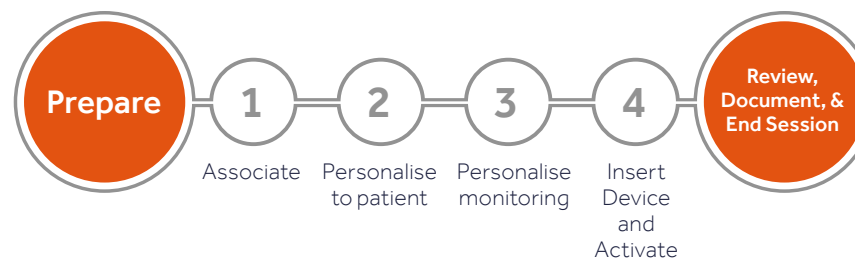 Prepare
1
Associate
2
Personalise
to patient
3
Personalise
monitoring
4
Insert
Device
and
Activate
Review,
Document, &
End Session